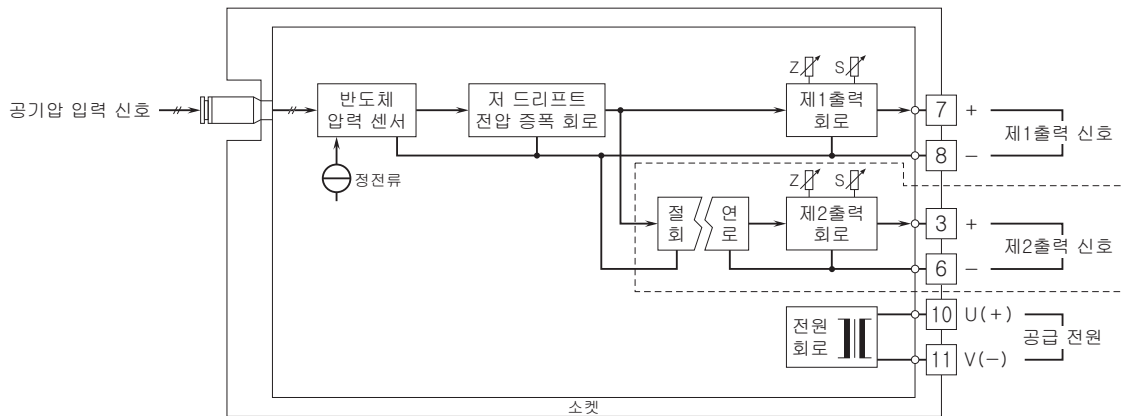 공기압 입력 신호
반도체
압력 센서
정전류
저 드리프트
전압 증폭 회로
Z
S
제1출력
회로
7
+
8
−
제1출력 신호
절
회
연
로
Z
S
제2출력
회로
3
+
6
−
제2출력 신호
전원
회로
10
U(+)
11
V(−)
공급 전원
소켓